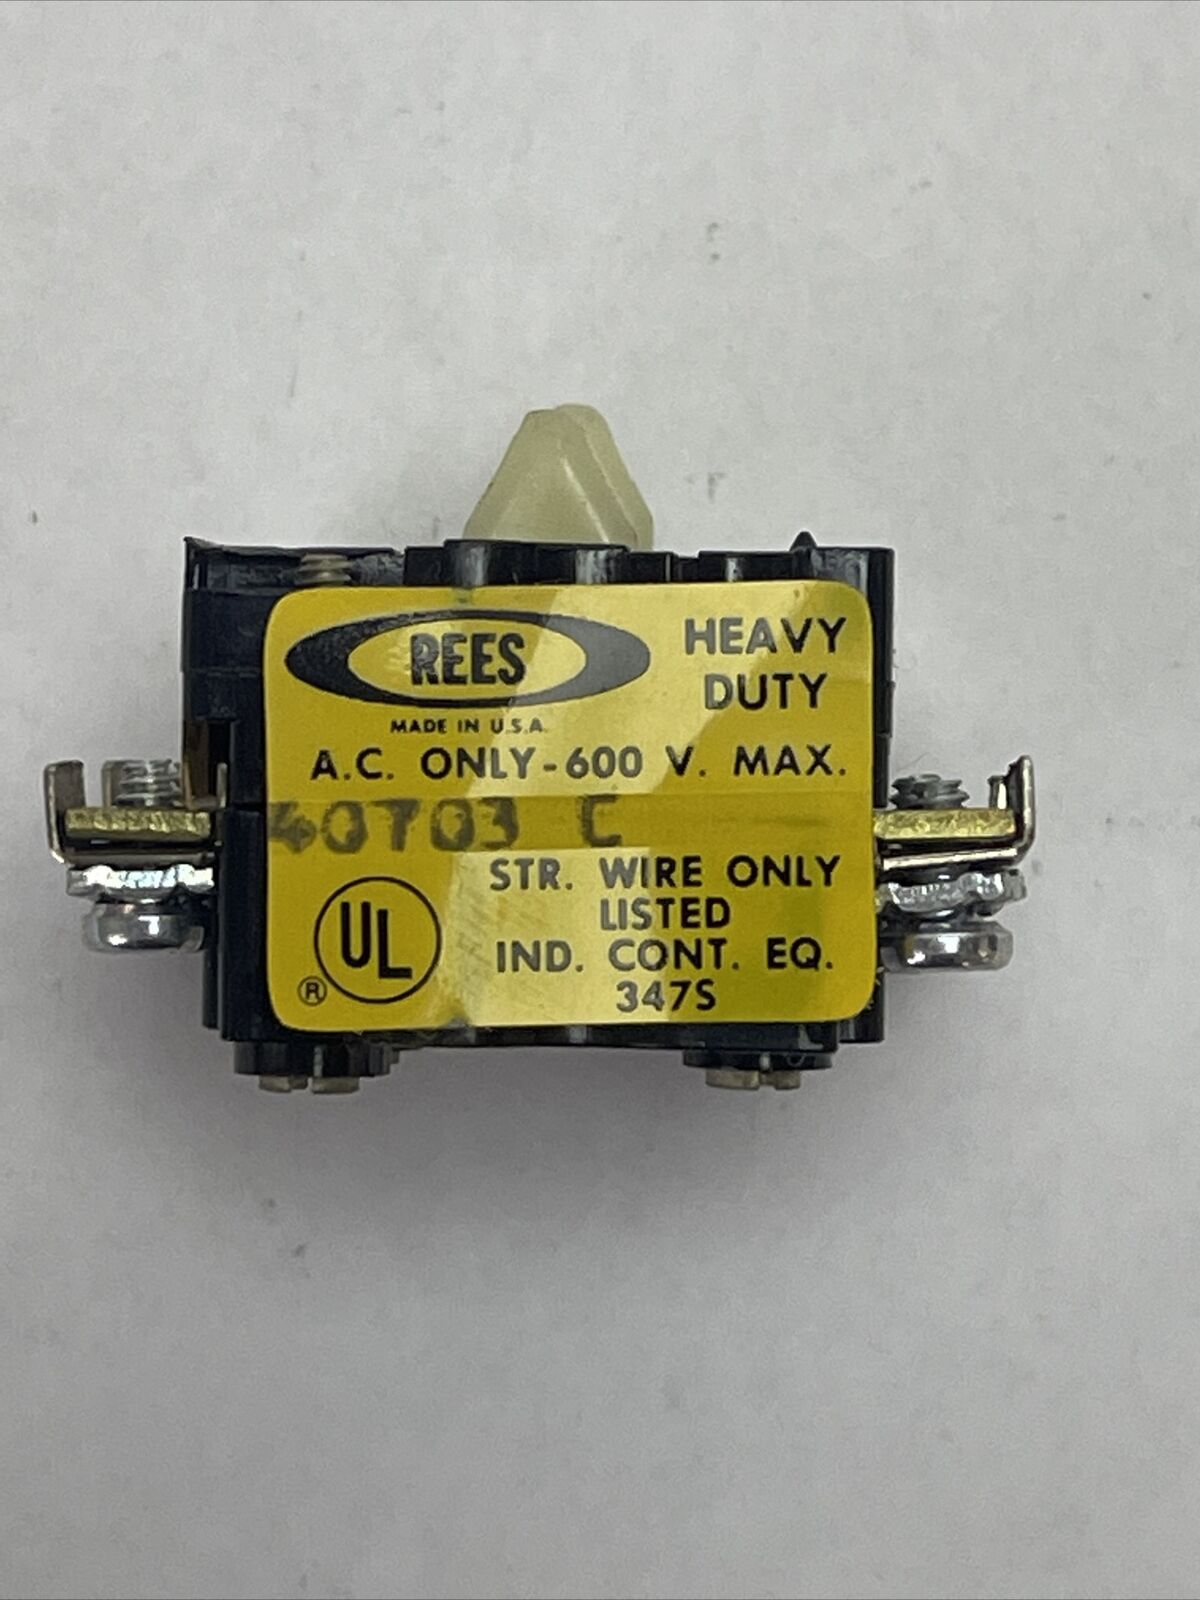 REES
HEAVY
DUTY
MADE IN U.S.A.
A.C. ONLY-600 V. MAX.
40703 C
STR. WIRE ONLY
LISTED
IND. CONT. EQ.
347S
UL
®